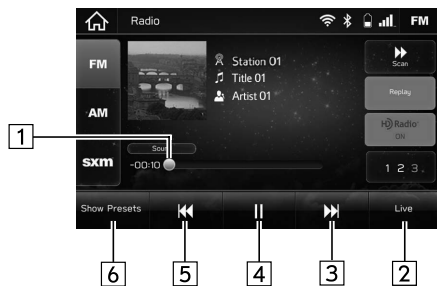 Radio
FM
FM
AM
sxm
Station 01
Title 01
Artist 01
Scan
Replay
HD Radio
ON
1 2 3
-00:10
Show Presets
Live
1
6
5
4
3
2